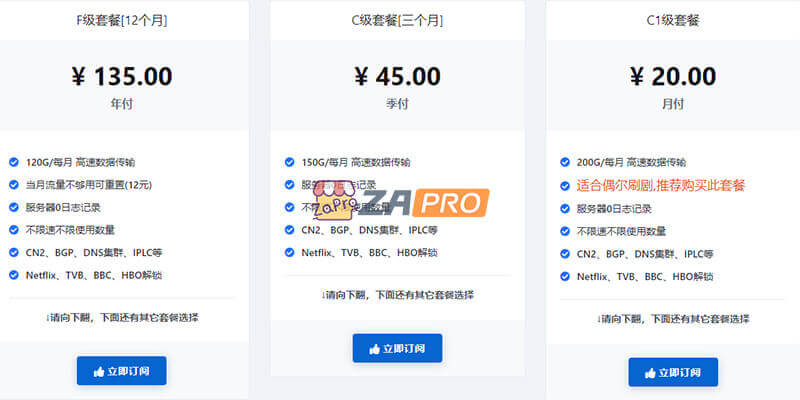 F级套餐[12个月]
¥ 135.00
年付
120G/每月 高速数据传输
当月流量不够用可重置(12元)
服务器0日志记录
不限速不限使用数量
CN2、BGP、DNS集群、IPLC等
Netflix、TVB、BBC、HBO解锁
↓请向下翻，下面还有其它套餐选择
立即订阅
C级套餐[三个月]
¥ 45.00
季付
150G/每月 高速数据传输
服务器0日志记录
不限速不限使用数量
CN2、BGP、DNS集群、IPLC等
Netflix、TVB、BBC、HBO解锁
↓请向下翻，下面还有其它套餐选择
立即订阅
ZaPro
ZAPRO
C1级套餐
¥ 20.00
月付
200G/每月 高速数据传输
适合偶尔刷剧,推荐购买此套餐
服务器0日志记录
不限速不限使用数量
CN2、BGP、DNS集群、IPLC等
Netflix、TVB、BBC、HBO解锁
↓请向下翻，下面还有其它套餐选择
立即订阅